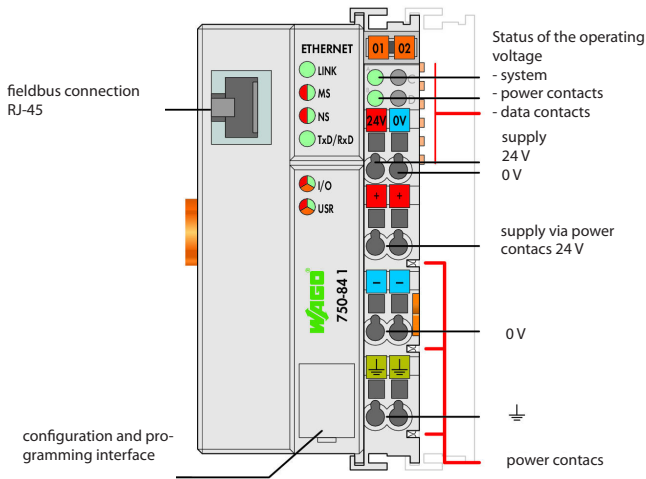 fieldbus connection
RJ-45
ETHERNET
LINK
MS
NS
TxD/RxD
I/O
USR
WAGO
750-84 1
01 02
C
D
24V 0V
+ +
− −
Status of the operating
voltage
- system
- power contacts
- data contacts
supply
24 V
0 V
supply via power
contacs 24 V
0 V
power contacs
configuration and pro-
gramming interface